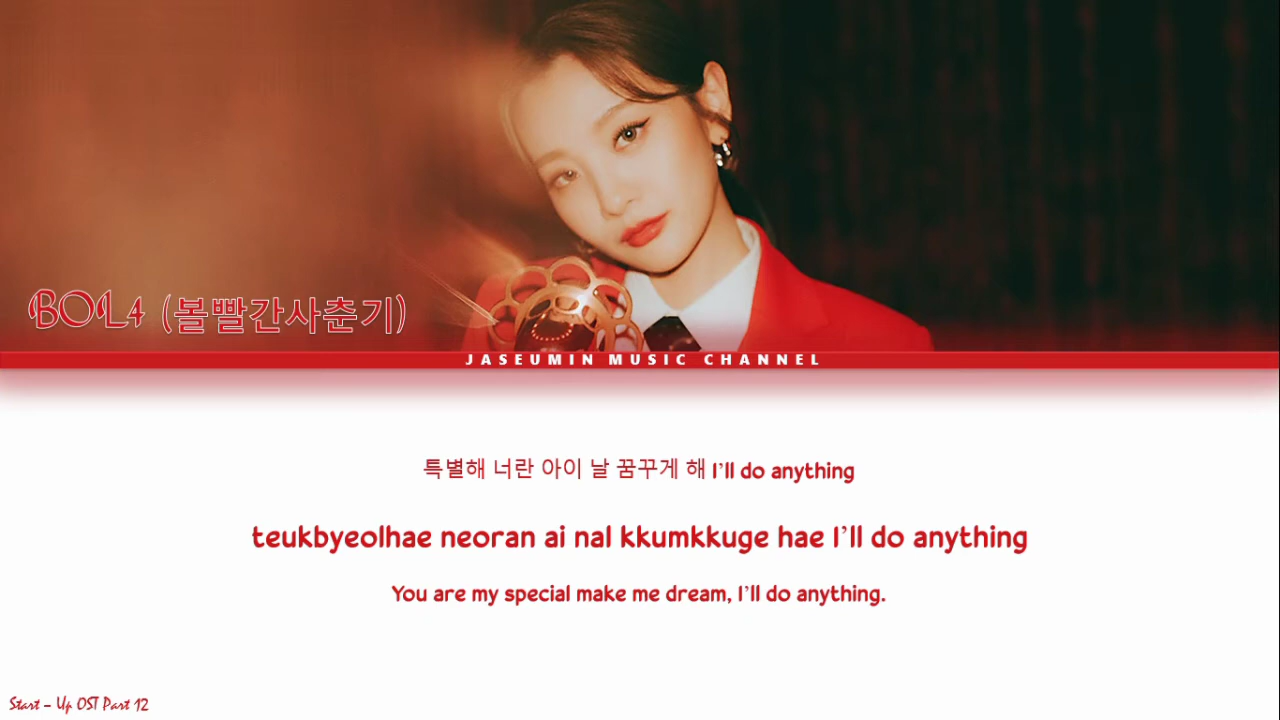 BOL4 (볼빨간사춘기)
JASEUMIN MUSIC CHANNEL
특별해 너란 아이 날 꿈꾸게 해 I'll do anything
teukbyeolhae neoran ai nal kkumkkuge hae I'll do anything
You are my special make me dream, I'll do anything.
Start - Up OST Part 12